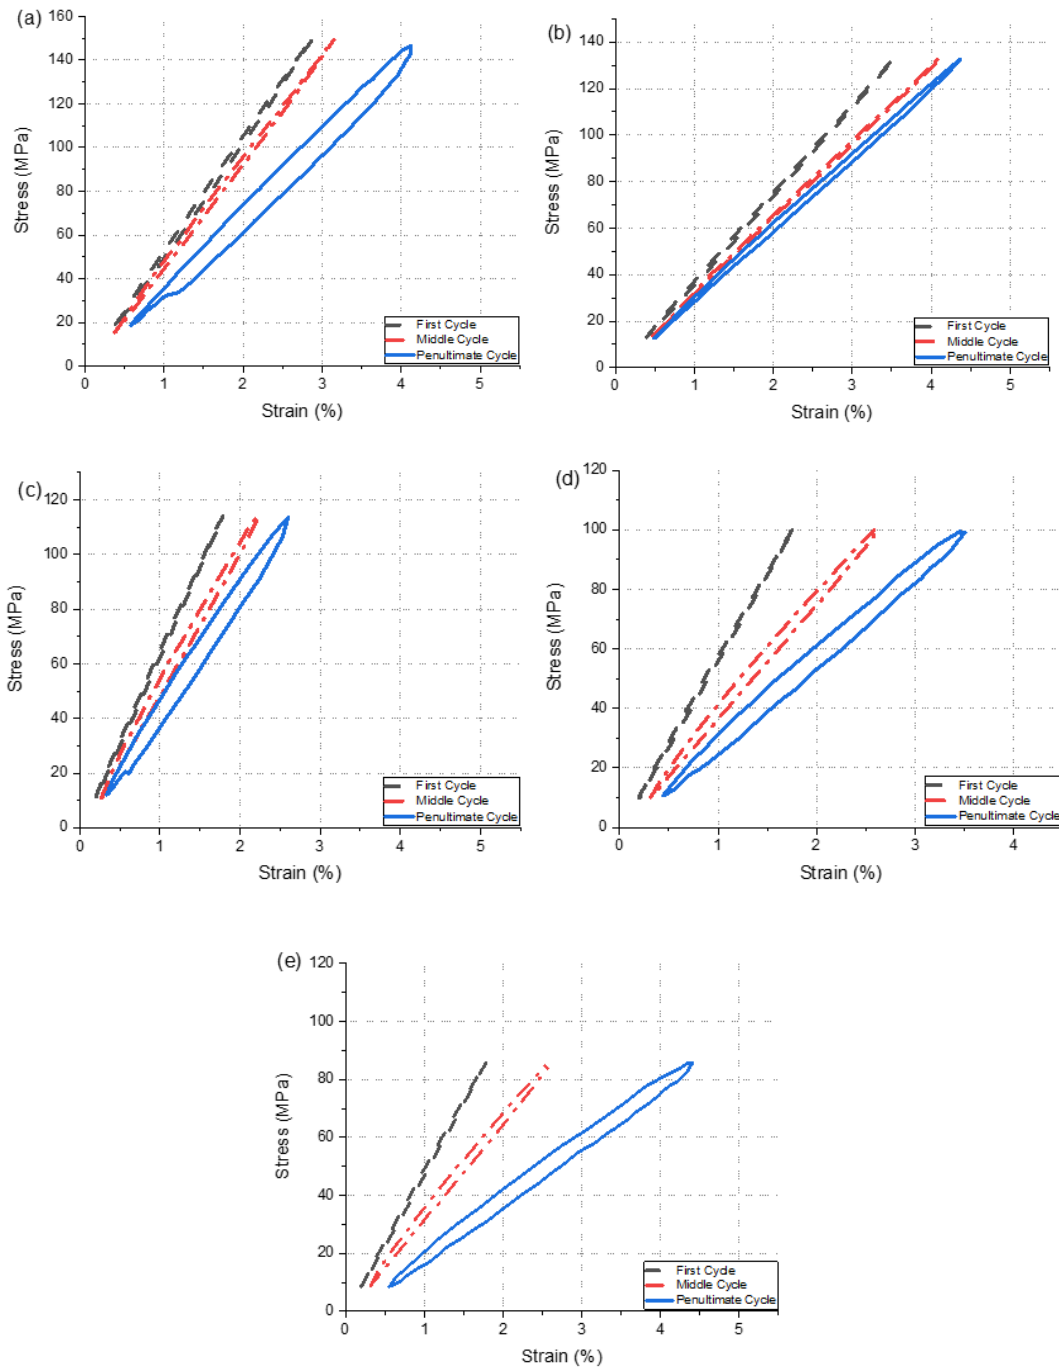 (a)
160
140
120
100
80
60
40
20
0
Stress (MPa)
0 1 2 3 4 5
Strain (%)
First Cycle
Middle Cycle
Penultimate Cycle
(b)
140
120
100
80
60
40
20
0
Stress (MPa)
0 1 2 3 4 5
Strain (%)
First Cycle
Middle Cycle
Penultimate Cycle
(c)
120
100
80
60
40
20
0
Stress (MPa)
0 1 2 3 4 5
Strain (%)
First Cycle
Middle Cycle
Penultimate Cycle
(d)
120
100
80
60
40
20
0
Stress (MPa)
0 1 2 3 4
Strain (%)
First Cycle
Middle Cycle
Penultimate Cycle
(e)
120
100
80
60
40
20
0
Stress (MPa)
0 1 2 3 4 5
Strain (%)
First Cycle
Middle Cycle
Penultimate Cycle